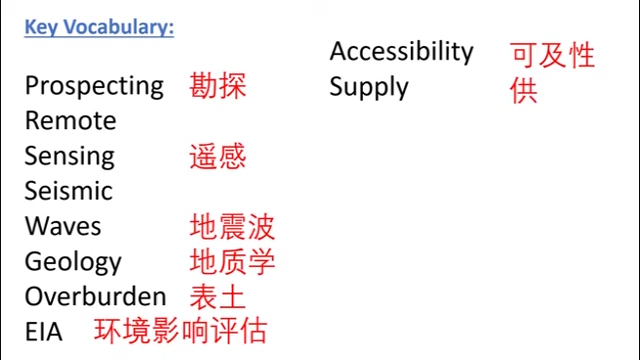 Key Vocabulary:
Prospecting 勘探
Remote
Sensing 遥感
Seismic
Waves 地震波
Geology 地质学
Overburden 表土
EIA 环境影响评估
Accessibility 可及性
Supply 供